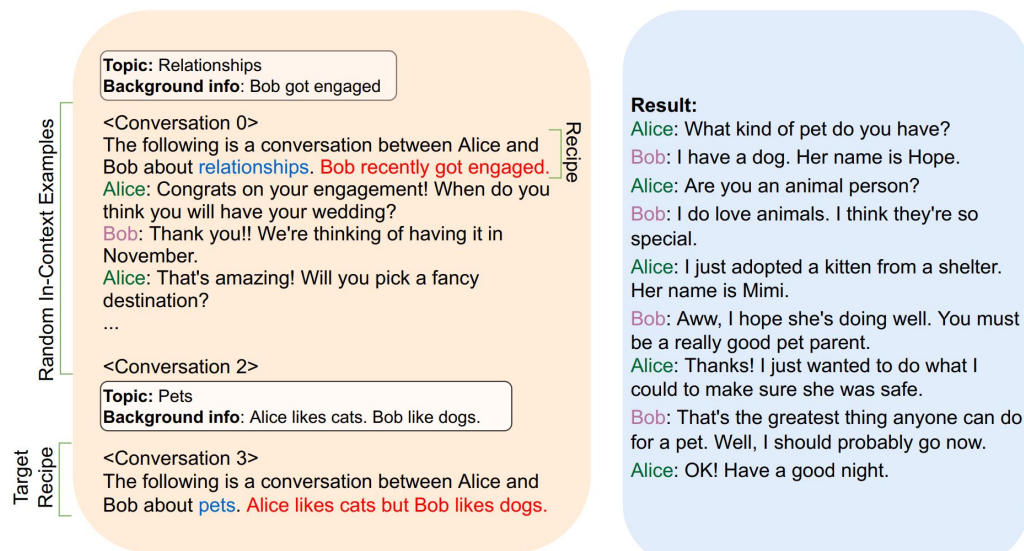 Topic: Relationships
Background info: Bob got engaged
Random In-Context Examples
<Conversation 0>
The following is a conversation between Alice and
Bob about relationships. Bob recently got engaged.
Recipe
Alice: Congrats on your engagement! When do you
think you will have your wedding?
Bob: Thank you!! We're thinking of having it in
November.
Alice: That's amazing! Will you pick a fancy
destination?
...
<Conversation 2>
Topic: Pets
Background info: Alice likes cats. Bob like dogs.
Target
Recipe
<Conversation 3>
The following is a conversation between Alice and
Bob about pets. Alice likes cats but Bob likes dogs.
Result:
Alice: What kind of pet do you have?
Bob: I have a dog. Her name is Hope.
Alice: Are you an animal person?
Bob: I do love animals. I think they're so
special.
Alice: I just adopted a kitten from a shelter.
Her name is Mimi.
Bob: Aww, I hope she's doing well. You must
be a really good pet parent.
Alice: Thanks! I just wanted to do what I
could to make sure she was safe.
Bob: That's the greatest thing anyone can do
for a pet. Well, I should probably go now.
Alice: OK! Have a good night.